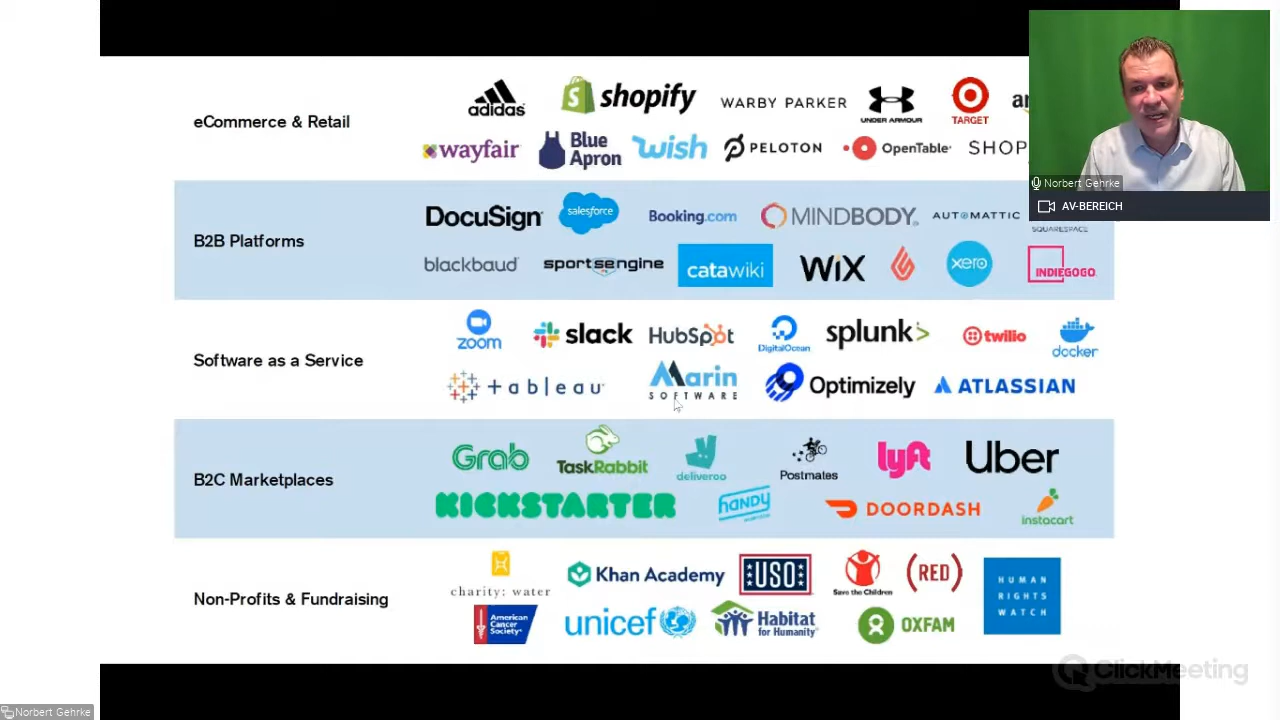 eCommerce & Retail
adidas shopify WARBY PARKER UNDER ARMOUR TARGET
wayfair Blue Apron wish PELOTON OpenTable SHOP
B2B Platforms
DocuSign salesforce Booking.com MINDBODY AUTOMATTIC SQUARESPACE
blackbaud sportsengine catawiki WiX xero INDIEGOGO
Software as a Service
zoom slack HubSpot DigitalOcean splunk> twilio docker
+ a b l e a u Marin SOFTWARE Optimizely ATLASSIAN
B2C Marketplaces
Grab TaskRabbit deliveroo Postmates lyft Uber
KICKSTARTER handy DOORDASH instacart
Non-Profits & Fundraising
charity: water Khan Academy USO Save the Children (RED) HUMAN RIGHTS WATCH
American Cancer Society unicef Habitat for Humanity OXFAM
Norbert Gehrke
AV-BEREICH
ClickMeeting
Norbert Gehrke